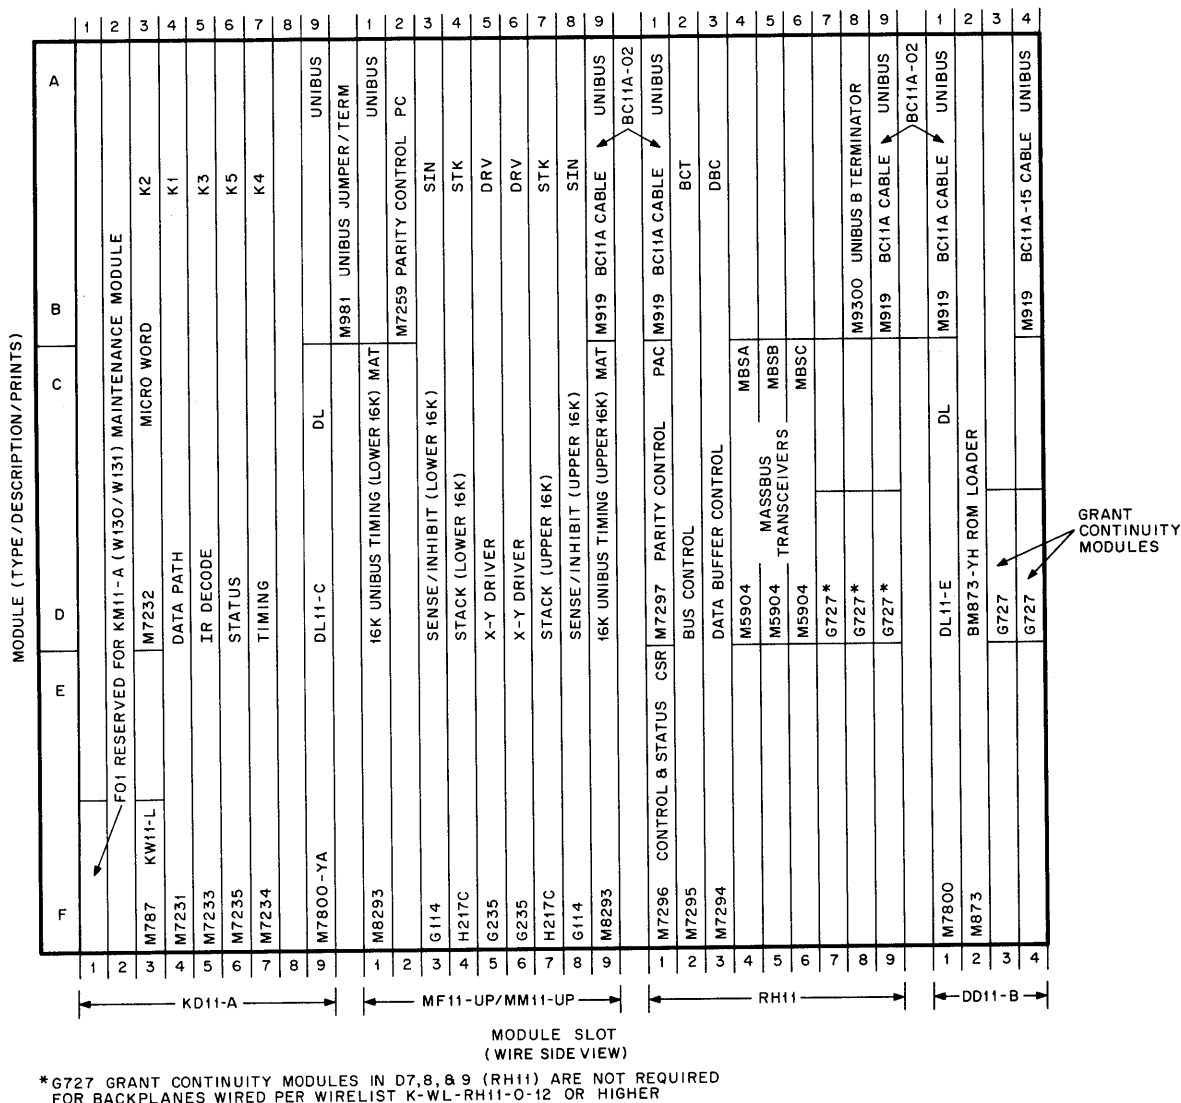 1 2 3 4 5 6 7 8 9 1 2 3 4 5 6 7 8 9 1 2 3 4 5 6 7 8 9 1 2 3 4
MODULE (TYPE/DESCRIPTION/PRINTS)
A
B
C
D
E
F
F01 RESERVED FOR KM11-A (W130/W131) MAINTENANCE MODULE
M7232 MICRO WORD K2
M787 KW11-L
M7231 DATA PATH K1
M7233 IR DECODE K3
M7235 STATUS K5
M7234 TIMING K4
UNIBUS
M7800-YA DL11-C DL
M981 UNIBUS JUMPER/TERM
UNIBUS
M8293 16K UNIBUS TIMING (LOWER 16K) MAT
M7259 PARITY CONTROL PC
G114 SENSE/INHIBIT (LOWER 16K) SIN
H217C STACK (LOWER 16K) STK
G235 X-Y DRIVER DRV
G235 X-Y DRIVER DRV
H217C STACK (UPPER 16K) STK
G114 SENSE/INHIBIT (UPPER 16K) SIN
M919 BC11A CABLE UNIBUS
M8293 16K UNIBUS TIMING (UPPER 16K) MAT
BC11A-02
M919 BC11A CABLE UNIBUS
M7297 PARITY CONTROL PAC
M7296 CONTROL & STATUS CSR
M7295 BUS CONTROL BCT
M7294 DATA BUFFER CONTROL DBC
M5904 MBSA
M5904 MBSB
M5904 MBSC
MASSBUS
TRANSCEIVERS
G727*
M9300 UNIBUS B TERMINATOR
G727*
M919 BC11A CABLE UNIBUS
G727*
BC11A-02
M919 BC11A CABLE UNIBUS
M7800 DL11-E DL
M873 BM873-YH ROM LOADER
G727
M919 BC11A-15 CABLE UNIBUS
G727
GRANT
CONTINUITY
MODULES
1 2 3 4 5 6 7 8 9 1 2 3 4 5 6 7 8 9 1 2 3 4 5 6 7 8 9 1 2 3 4
KD11-A MF11-UP/MM11-UP RH11 DD11-B
MODULE SLOT
(WIRE SIDE VIEW)
*G727 GRANT CONTINUITY MODULES IN D7,8,& 9 (RH11) ARE NOT REQUIRED
FOR BACKPLANES WIRED PER WIRELIST K-WL-RH11-0-12 OR HIGHER